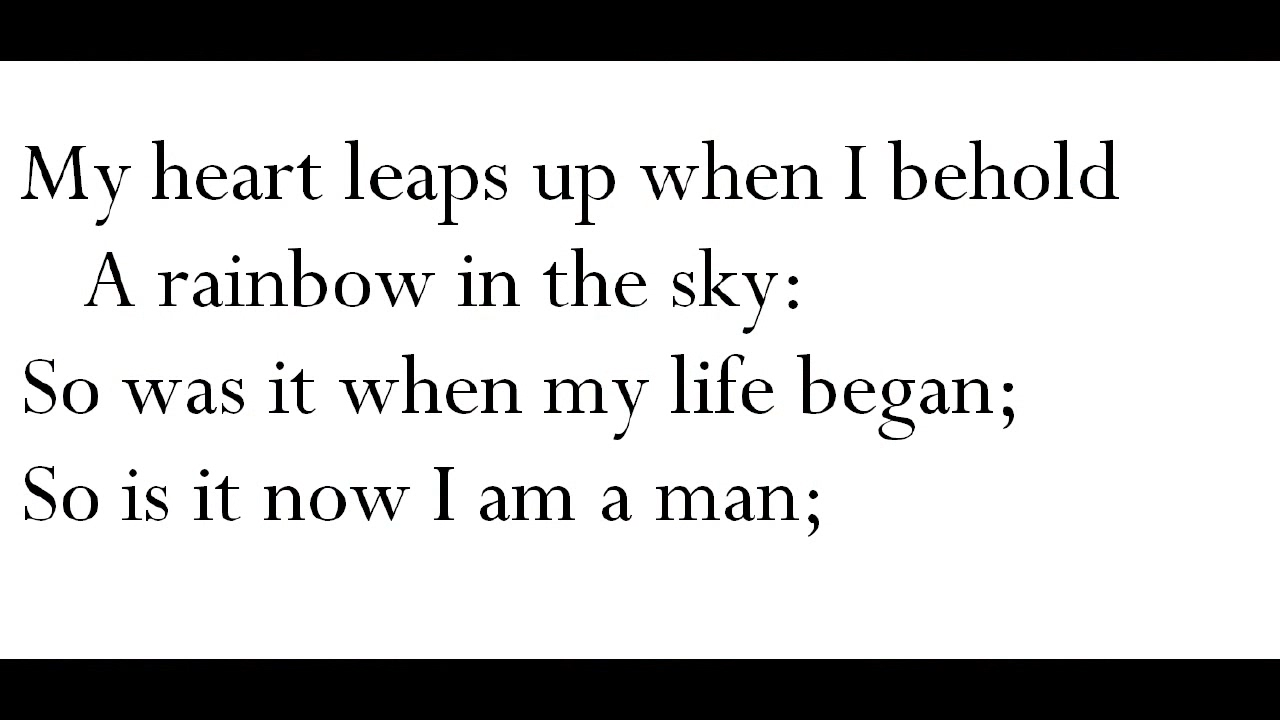 My heart leaps up when I behold
A rainbow in the sky:
So was it when my life began;
So is it now I am a man;